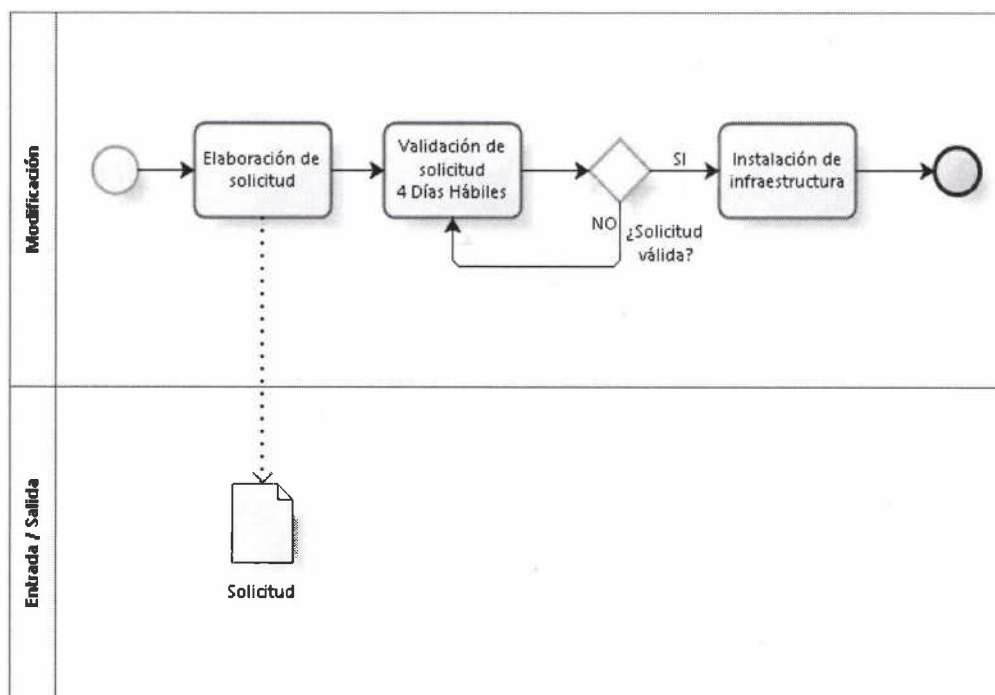 Modificación
Elaboración de
solicitud
Validación de
solicitud
4 Días Hábiles
SI
NO
¿Solicitud
válida?
Instalación de
infraestructura
Entrada / Salida
Solicitud